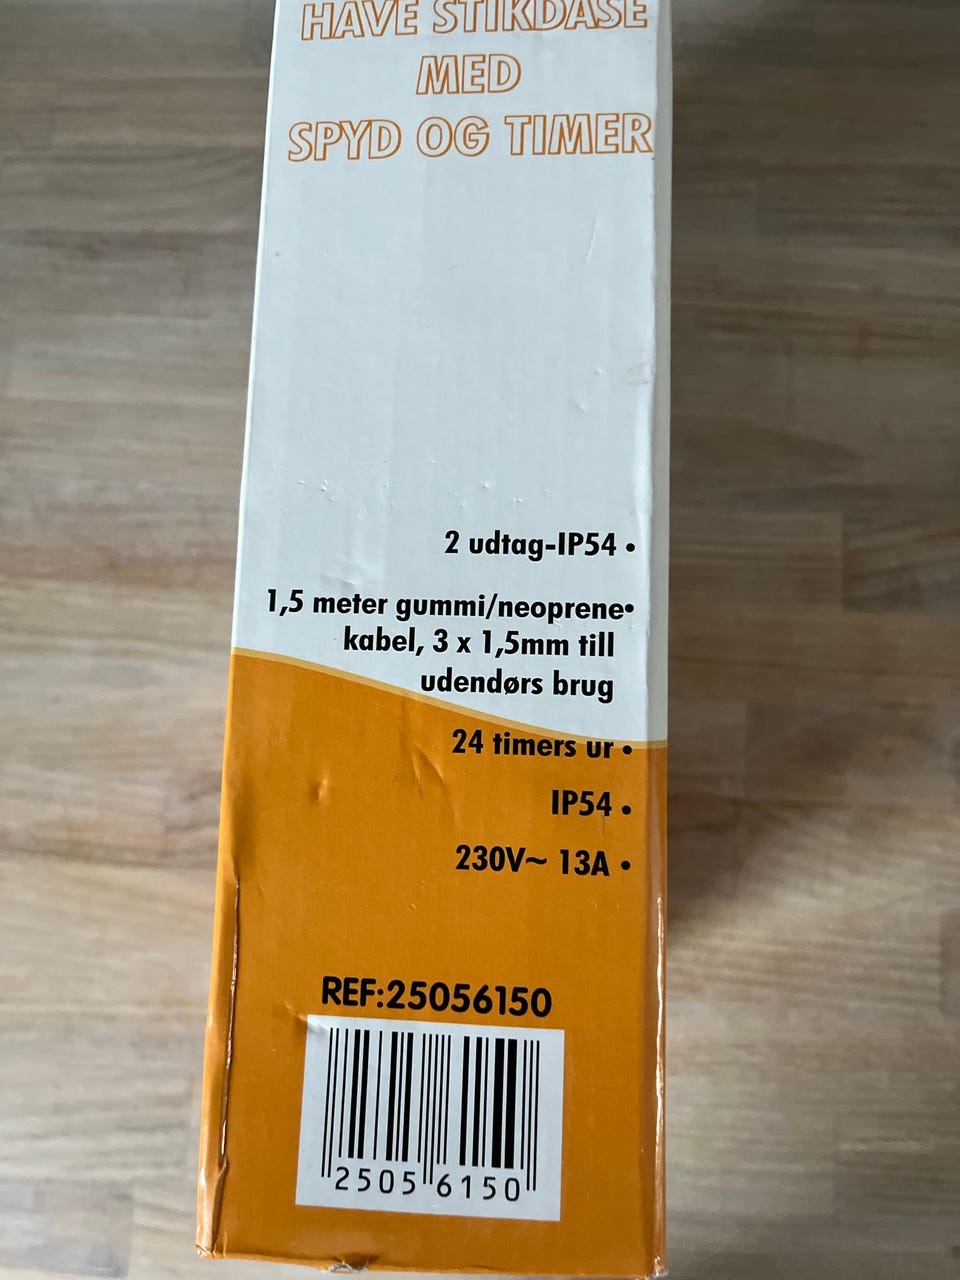 HAVE STIKDÅSE
MED
SPYD OG TIMER
2 udtag-IP54 •
1,5 meter gummi/neoprene•
kabel, 3 x 1,5mm till
udendørs brug
24 timers ur •
IP54 •
230V~ 13A •
REF:25056150
2505 6150